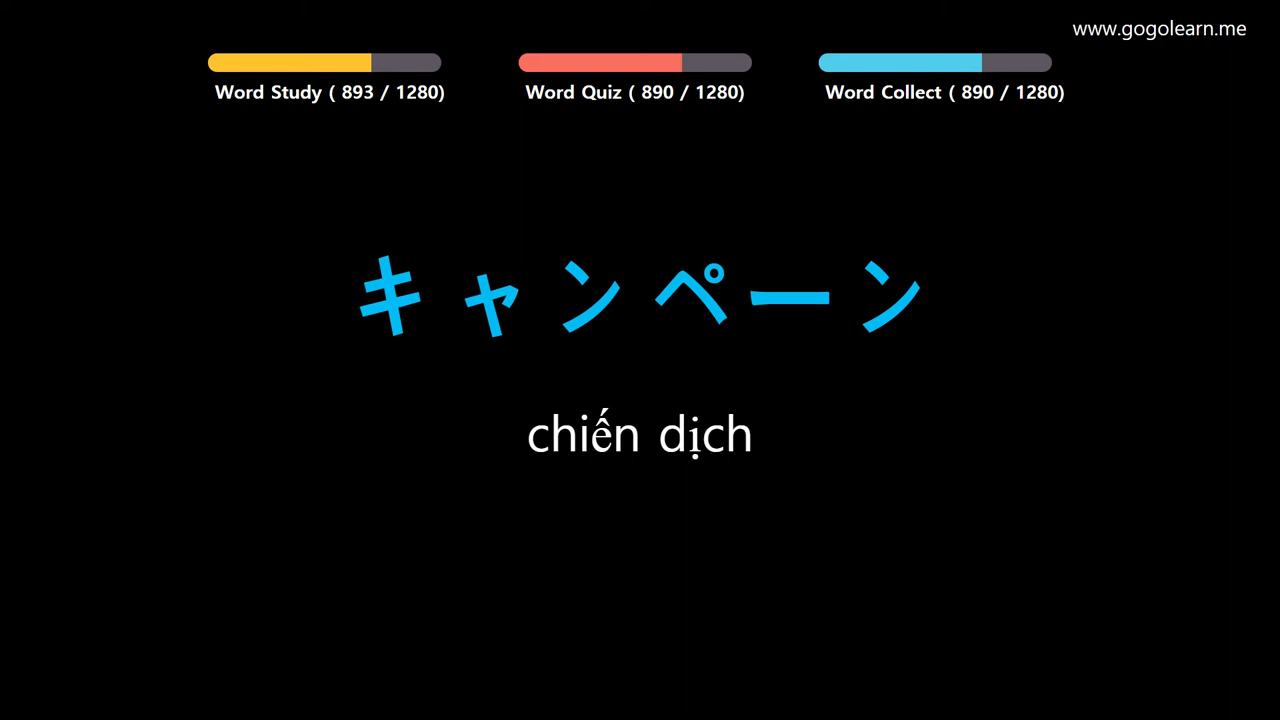 www.gogolearn.me
Word Study ( 893 / 1280)
Word Quiz ( 890 / 1280)
Word Collect ( 890 / 1280)
キャンペーン
chiến dịch